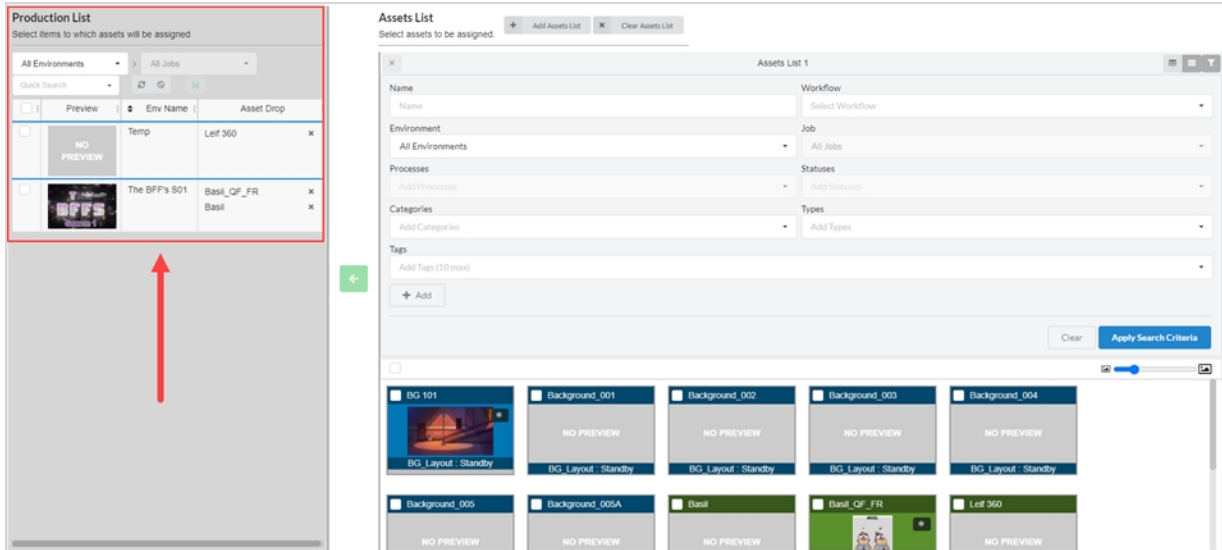 Production List
Select items to which assets will be assigned
All Environments > All Jobs
Quick Search
Preview Env Name Asset Drop
NO PREVIEW
Temp
Leif 360
THE BFFS Season 1
The BFF's S01
Basil_QF_FR
Basil
Assets List
Select assets to be assigned.
Add Assets List
Clear Assets List
Assets List 1
Name
Name
Workflow
Select Workflow
Environment
All Environments
Job
All Jobs
Processes
Add Processes
Statuses
Add Statuses
Categories
Add Categories
Types
Add Types
Tags
Add Tags (10 max)
+ Add
Clear
Apply Search Criteria
BG 101
BG_Layout : Standby
Background_001
NO PREVIEW
BG_Layout : Standby
Background_002
NO PREVIEW
BG_Layout : Standby
Background_003
NO PREVIEW
BG_Layout : Standby
Background_004
NO PREVIEW
BG_Layout : Standby
Background_005
NO PREVIEW
Background_005A
NO PREVIEW
Basil
NO PREVIEW
Basil_QF_FR
Leif 360
NO PREVIEW